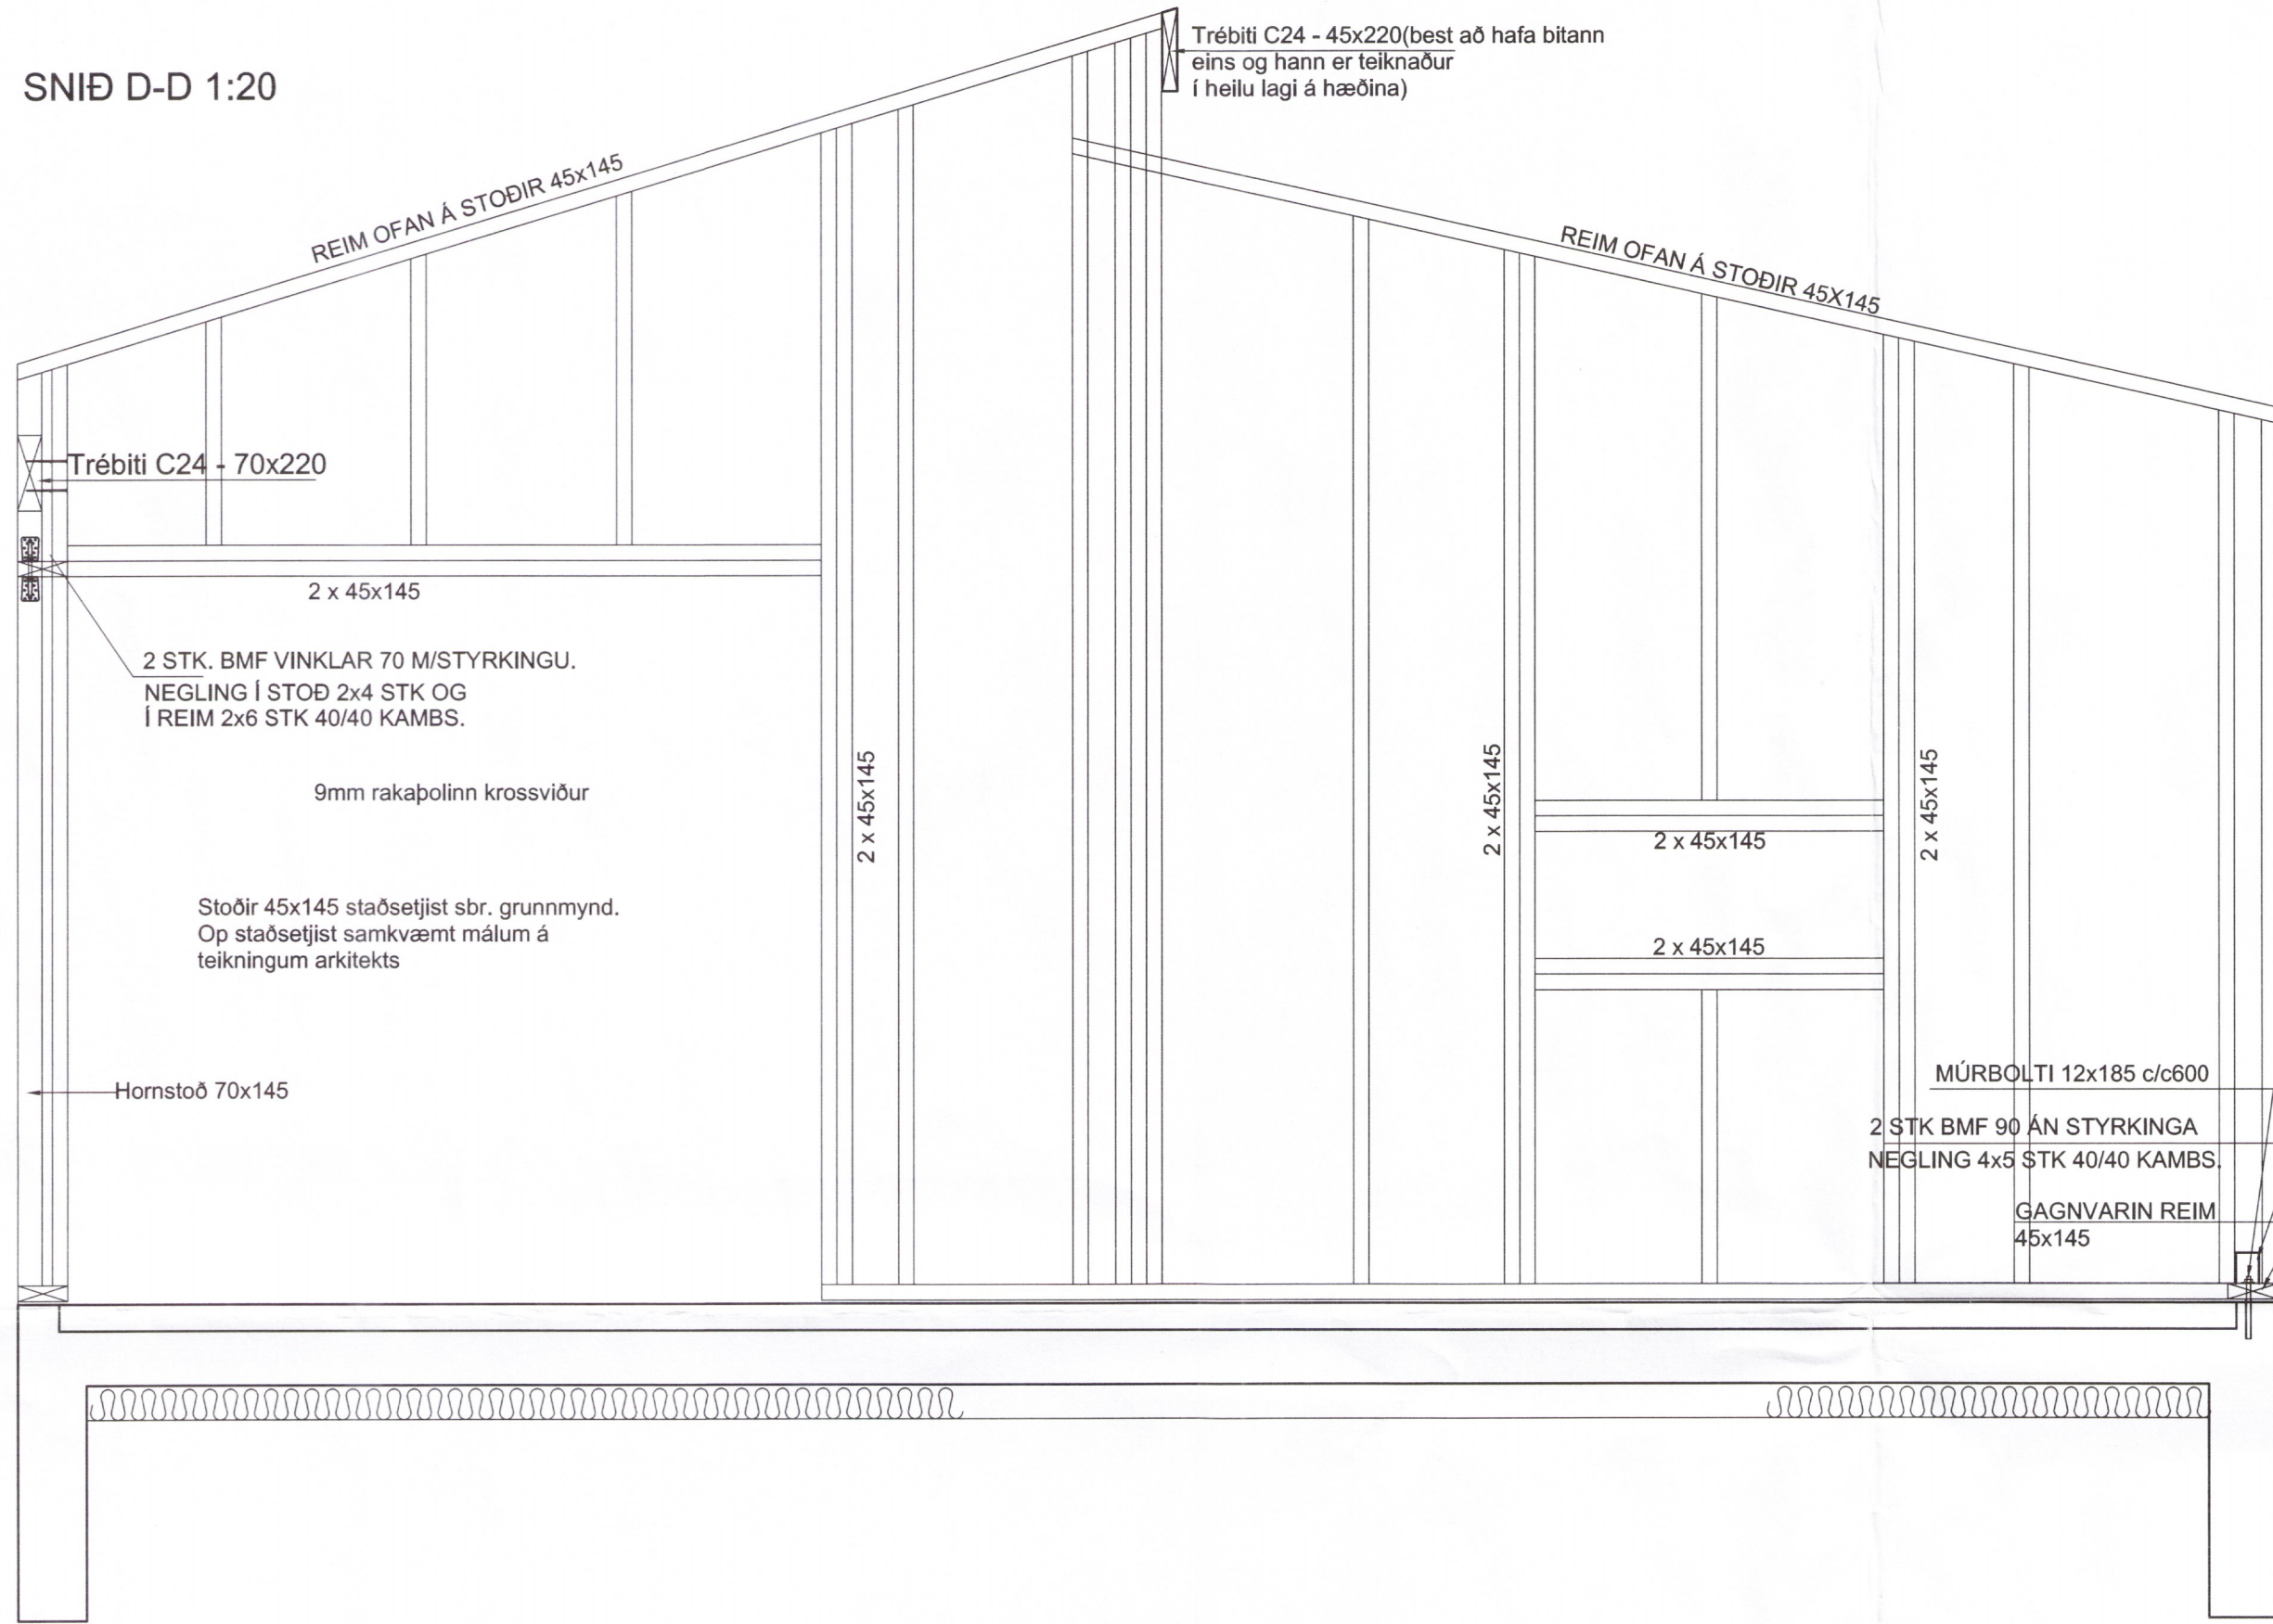 SNIÐ D-D 1:20
Trébiti C24 - 45x220(best að hafa bitann
eins og hann er teiknaður
í heilu lagi á hæðina)
REIM OFAN Á STOÐIR 45x145
REIM OFAN Á STOÐIR 45X145
Trébiti C24 - 70x220
2 x 45x145
2 STK. BMF VINKLAR 70 M/STYRKINGU.
NEGLING Í STOÐ 2x4 STK OG
Í REIM 2x6 STK 40/40 KAMBS.
9mm rakaþolinn krossviður
2 x 45x145
2 x 45x145
2 x 45x145
2 x 45x145
2 x 45x145
Stoðir 45x145 staðsetjist sbr. grunnmynd.
Op staðsetjist samkvæmt málum á
teikningum arkitekts
Hornstoð 70x145
MÚRBOLTI 12x185 c/c600
2 STK BMF 90 ÁN STYRKINGA
NEGLING 4x5 STK 40/40 KAMBS.
GAGNVARIN REIM
45x145